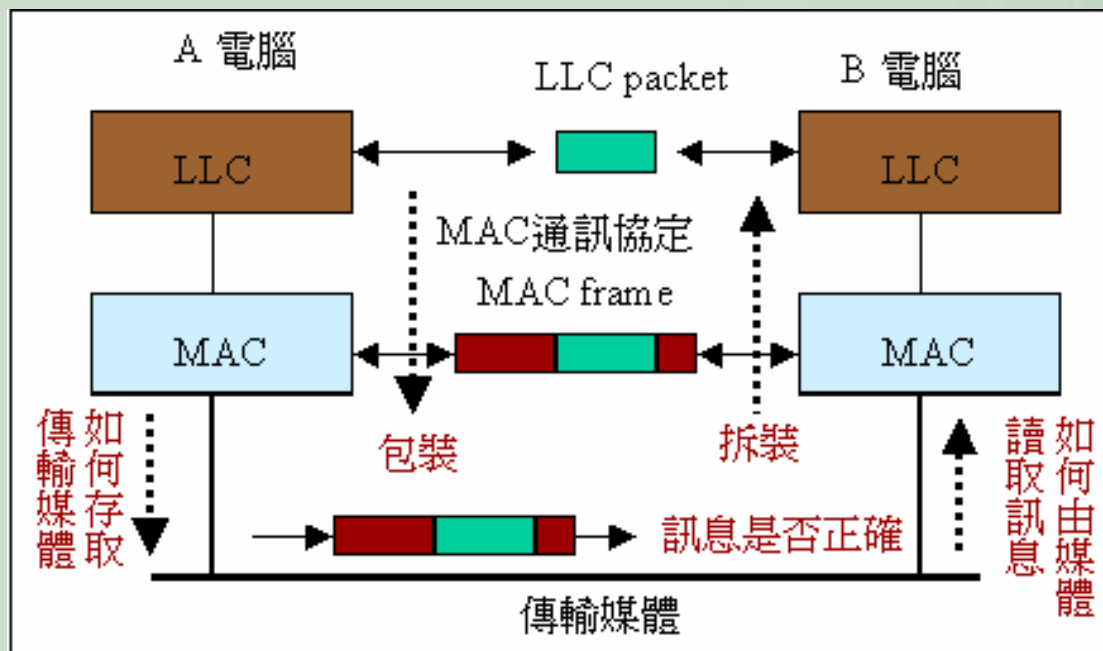 A 電腦
LLC packet
B 電腦
LLC
LLC
MAC通訊協定
MAC frame
MAC
MAC
包裝
拆裝
如何存取
傳輸媒體
如何由媒體
讀取訊息
訊息是否正確
傳輸媒體